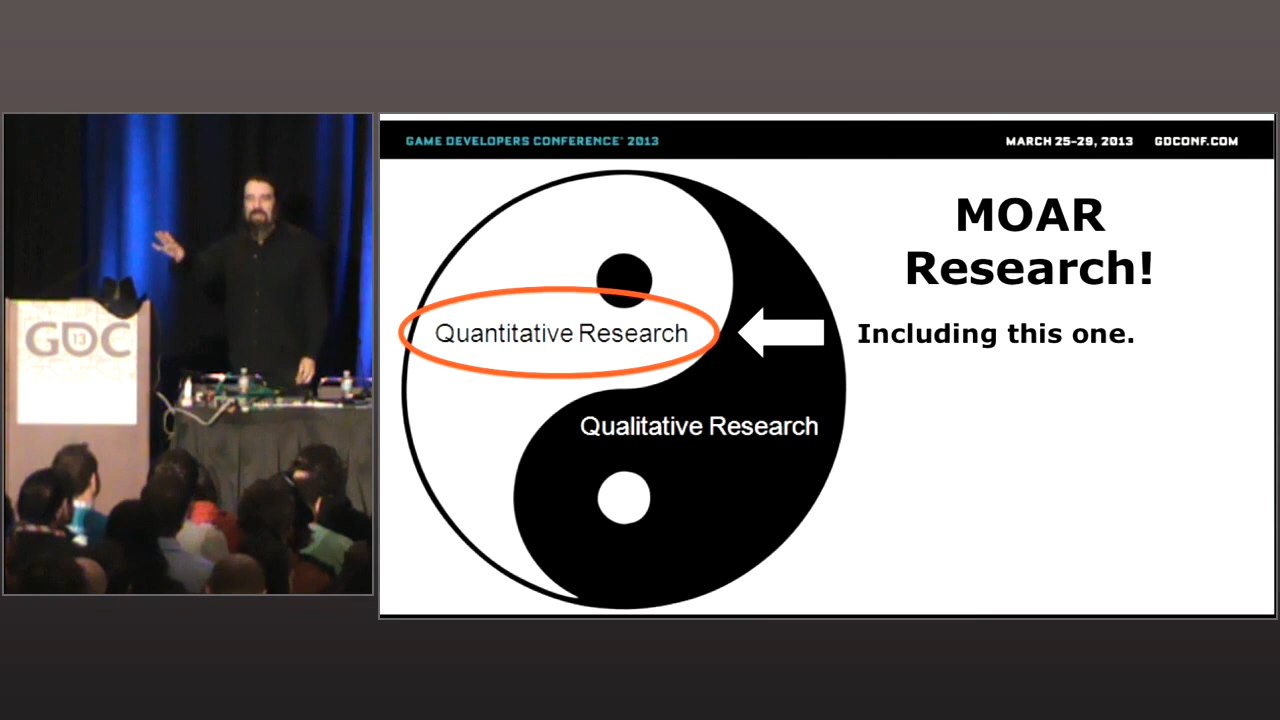 GDC
13
GAME DEVELOPERS CONFERENCE® 2013
MARCH 25-29, 2013 GDCONF.COM
MOAR
Research!
Quantitative Research
Including this one.
Qualitative Research